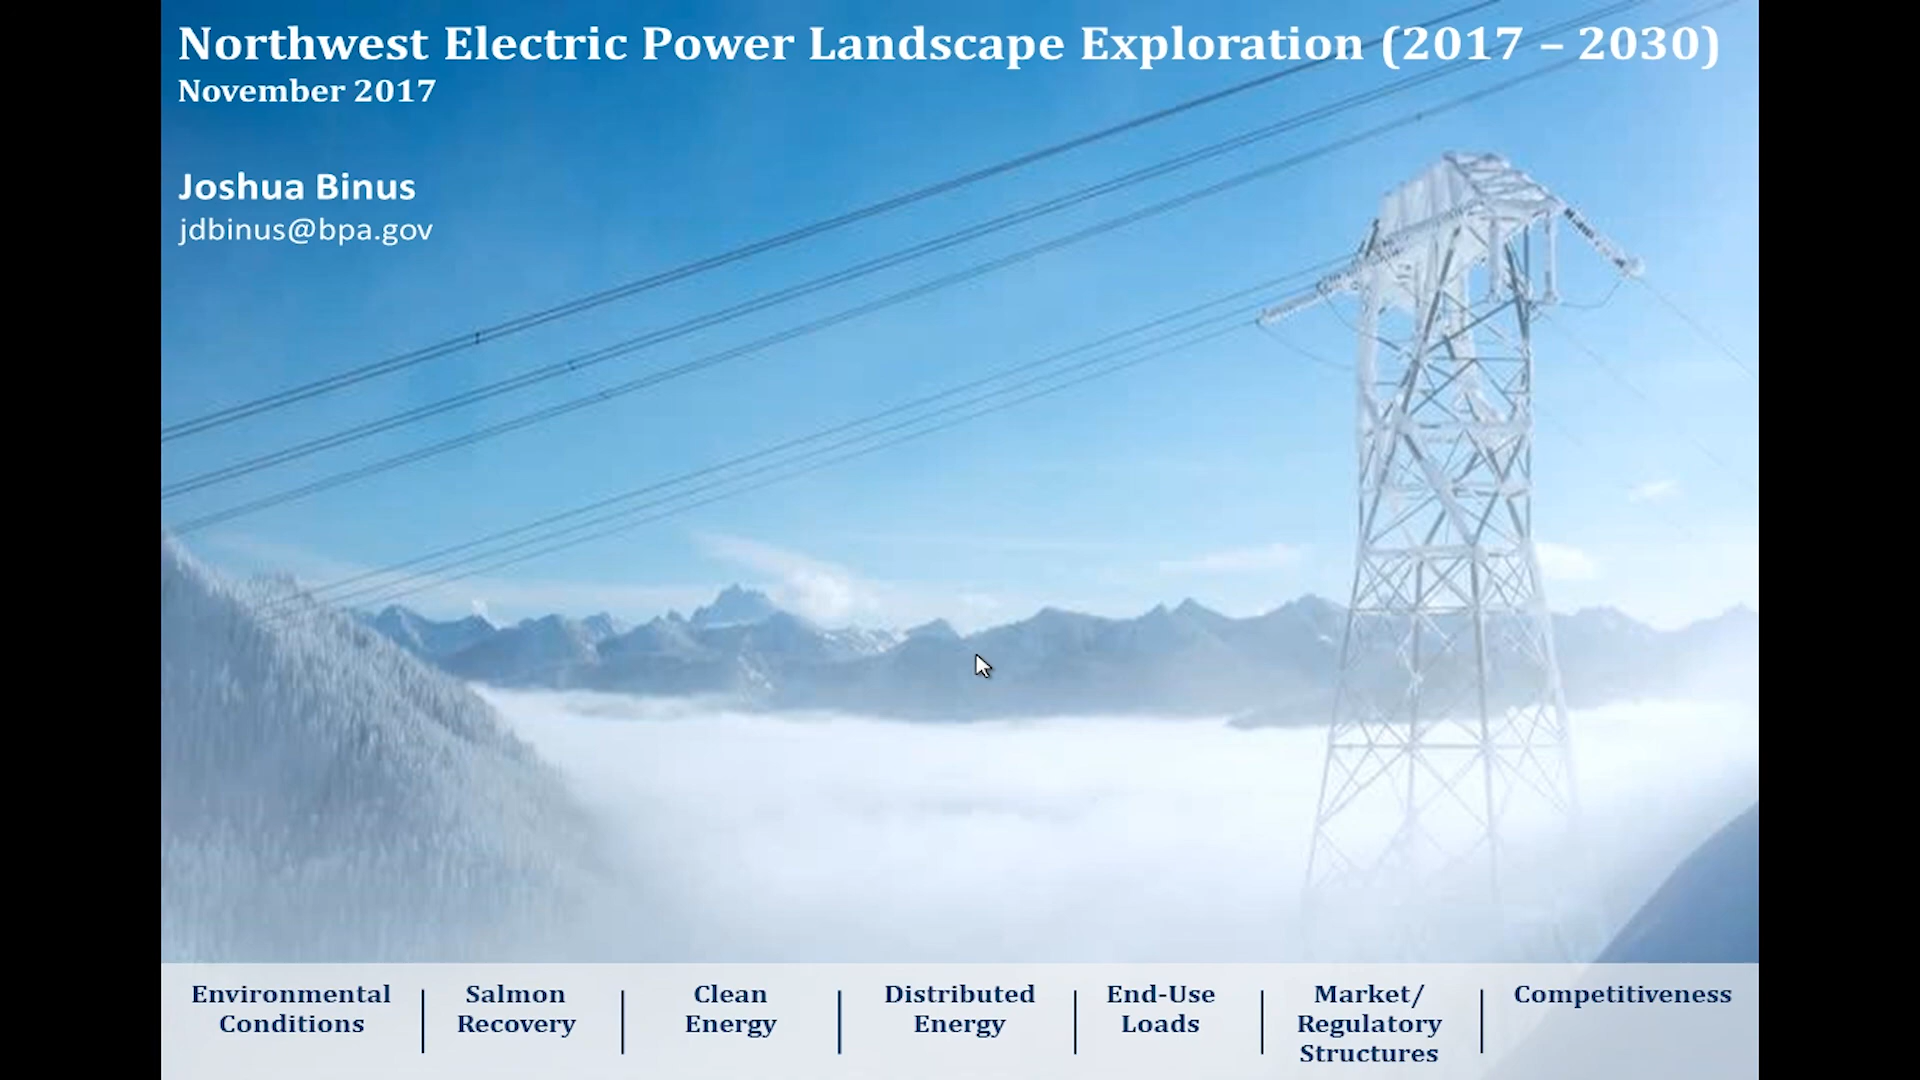 Northwest Electric Power Landscape Exploration (2017 – 2030)
November 2017
Joshua Binus
jdbinus@bpa.gov
Environmental
Conditions
Salmon
Recovery
Clean
Energy
Distributed
Energy
End-Use
Loads
Market/
Regulatory
Structures
Competitiveness